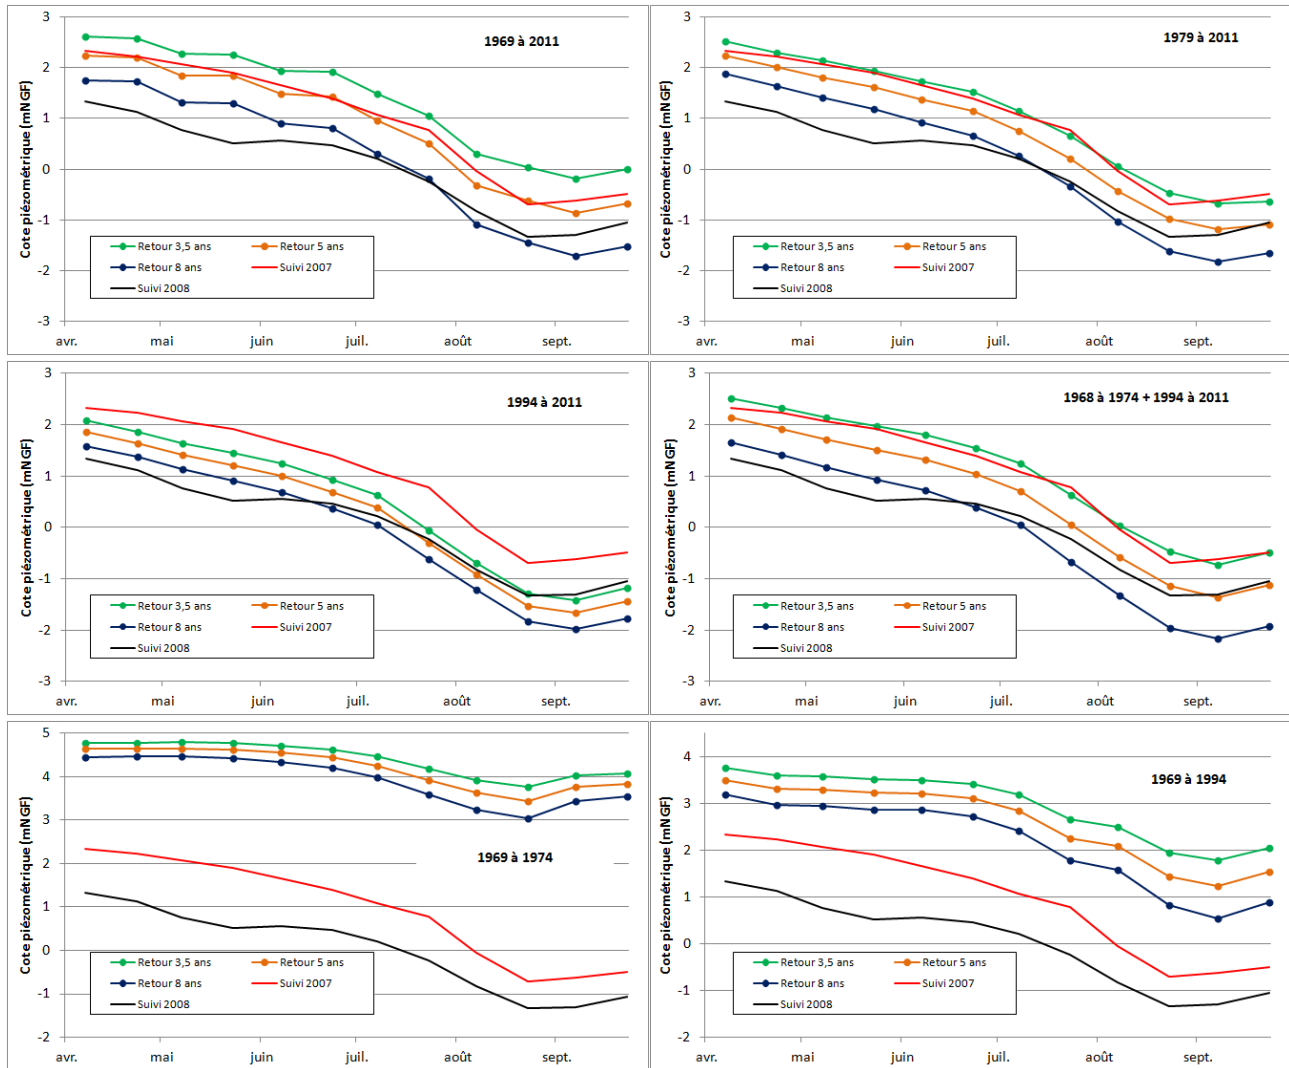 1969 à 2011
Cote piézométrique (mNGF)
3
2
1
0
-1
-2
-3
Retour 3,5 ans
Retour 5 ans
Retour 8 ans
Suivi 2007
Suivi 2008
avr.
mai
juin
juil.
août
sept.
1979 à 2011
Cote piézométrique (mNGF)
3
2
1
0
-1
-2
-3
Retour 3,5 ans
Retour 5 ans
Retour 8 ans
Suivi 2007
Suivi 2008
avr.
mai
juin
juil.
août
sept.
1994 à 2011
Cote piézométrique (mNGF)
3
2
1
0
-1
-2
-3
Retour 3,5 ans
Retour 5 ans
Retour 8 ans
Suivi 2007
Suivi 2008
avr.
mai
juin
juil.
août
sept.
1968 à 1974 + 1994 à 2011
Cote piézométrique (mNGF)
3
2
1
0
-1
-2
-3
Retour 3,5 ans
Retour 5 ans
Retour 8 ans
Suivi 2007
Suivi 2008
avr.
mai
juin
juil.
août
sept.
1969 à 1974
Cote piézométrique (mNGF)
5
4
3
2
1
0
-1
-2
Retour 3,5 ans
Retour 5 ans
Retour 8 ans
Suivi 2007
Suivi 2008
avr.
mai
juin
juil.
août
sept.
1969 à 1994
Cote piézométrique (mNGF)
4
3
2
1
0
-1
-2
Retour 3,5 ans
Retour 5 ans
Retour 8 ans
Suivi 2007
Suivi 2008
avr.
mai
juin
juil.
août
sept.